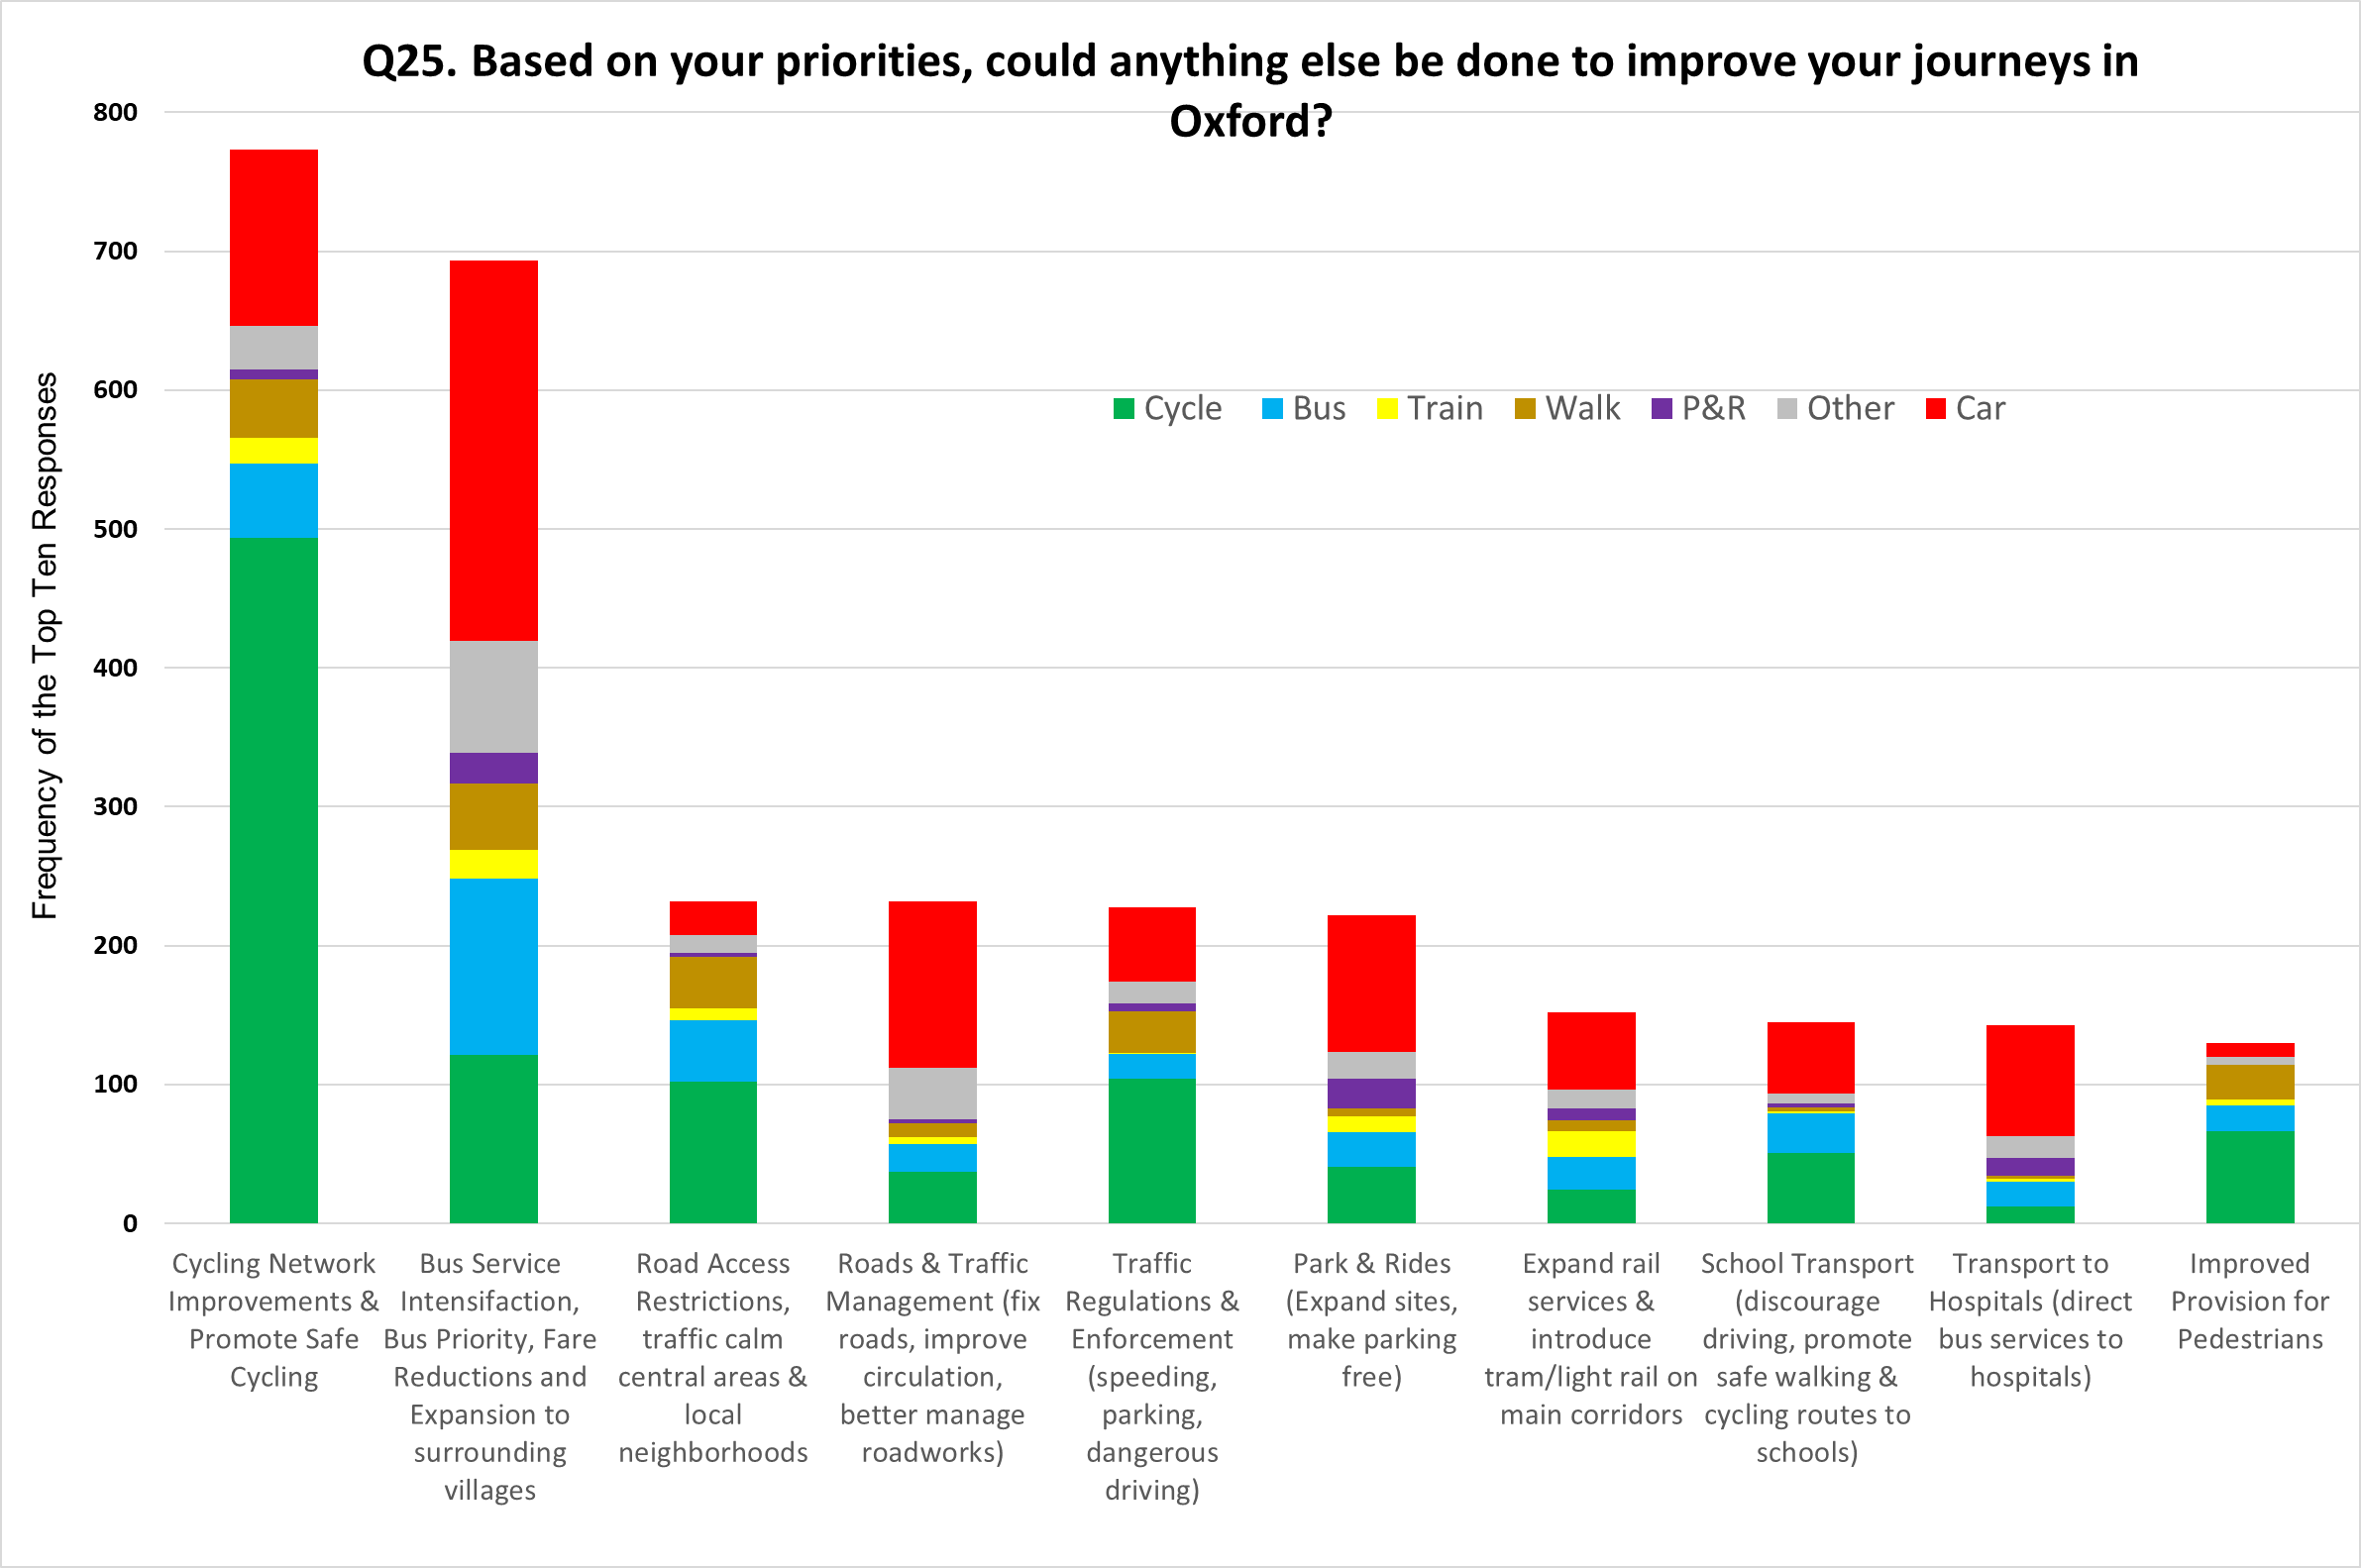 Q25. Based on your priorities, could anything else be done to improve your journeys in
Oxford?
Frequency of the Top Ten Responses
800
700
600
500
400
300
200
100
0
Cycle Bus Train Walk P&R Other Car
Cycling Network
Improvements &
Promote Safe
Cycling
Bus Service
Intensifaction,
Bus Priority, Fare
Reductions and
Expansion to
surrounding
villages
Road Access
Restrictions,
traffic calm
central areas &
local
neighborhoods
Roads & Traffic
Management (fix
roads, improve
circulation,
better manage
roadworks)
Traffic
Regulations &
Enforcement
(speeding,
parking,
dangerous
driving)
Park & Rides
(Expand sites,
make parking
free)
Expand rail
services &
introduce
tram/light rail on
main corridors
School Transport
(discourage
driving, promote
safe walking &
cycling routes to
schools)
Transport to
Hospitals (direct
bus services to
hospitals)
Improved
Provision for
Pedestrians